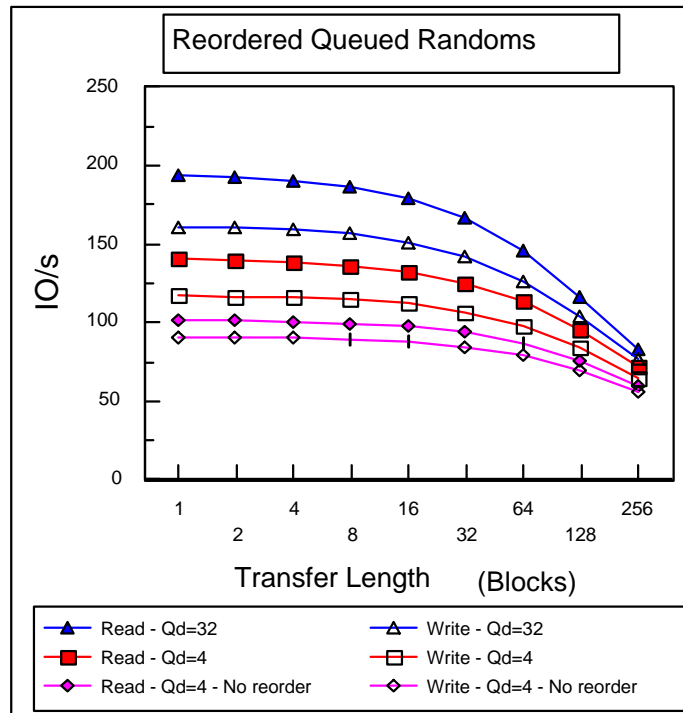 Reordered Queued Randoms
250
200
150
100
50
0
IO/s
1 4 16 64 256
2 8 32 128
Transfer Length (Blocks)
Read - Qd=32 Write - Qd=32
Read - Qd=4 Write - Qd=4
Read - Qd=4 - No reorder Write - Qd=4 - No reorder